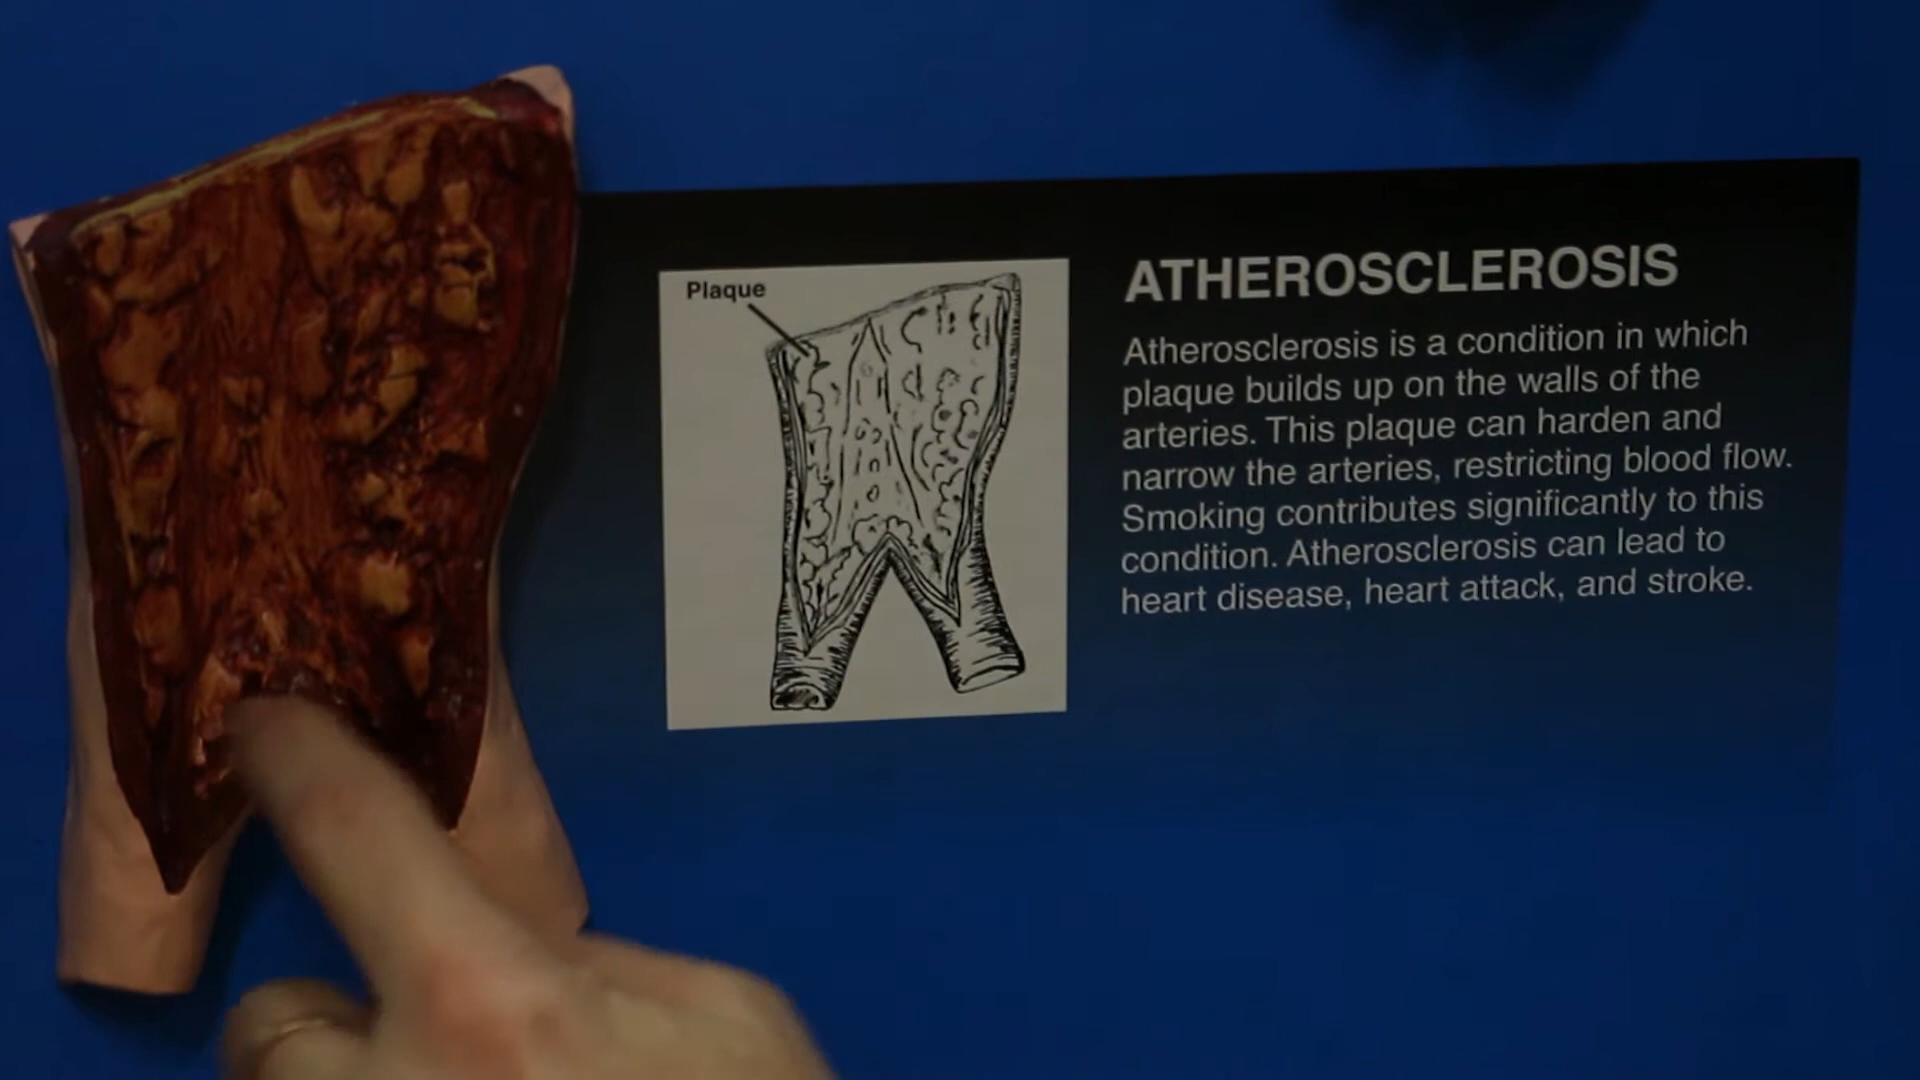 Plaque
ATHEROSCLEROSIS
Atherosclerosis is a condition in which
plaque builds up on the walls of the
arteries. This plaque can harden and
narrow the arteries, restricting blood flow.
Smoking contributes significantly to this
condition. Atherosclerosis can lead to
heart disease, heart attack, and stroke.